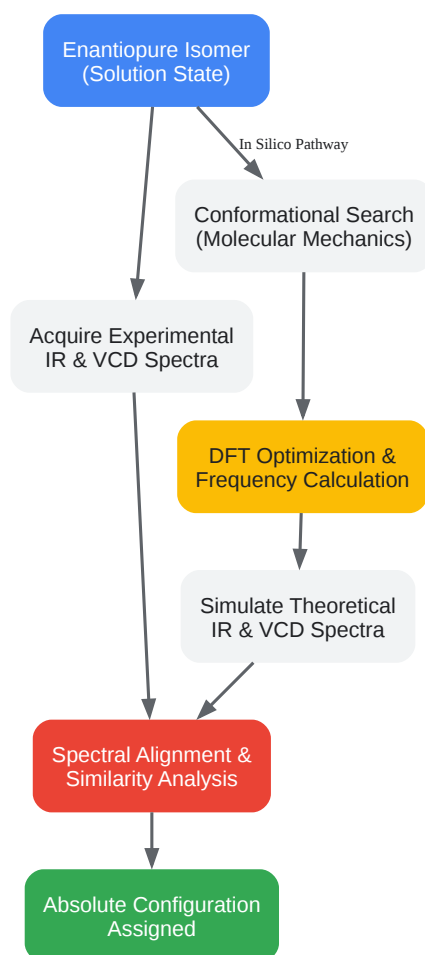 Enantiopure Isomer
(Solution State)
In Silico Pathway
Conformational Search
(Molecular Mechanics)
Acquire Experimental
IR & VCD Spectra
DFT Optimization &
Frequency Calculation
Simulate Theoretical
IR & VCD Spectra
Spectral Alignment &
Similarity Analysis
Absolute Configuration
Assigned